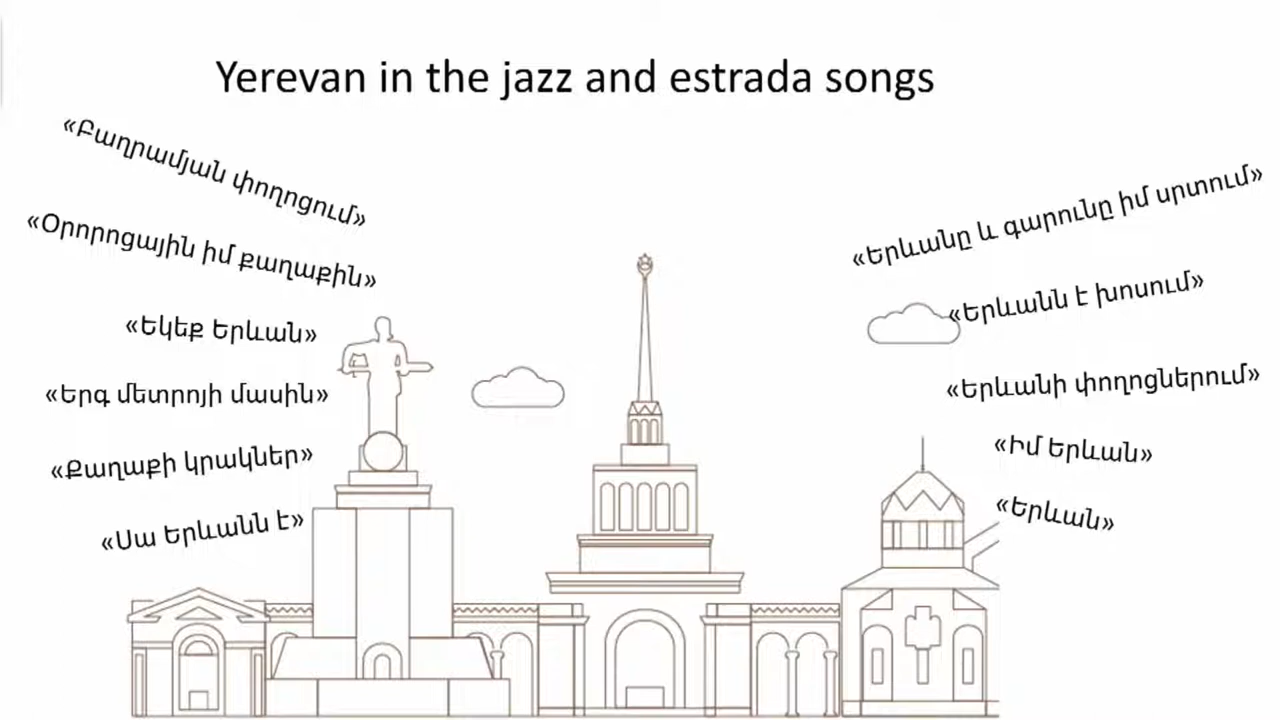 Yerevan in the jazz and estrada songs
«Բաղրամյան փողոցում»
«Օրորոցային իմ քաղաքին»
«Եկեք Երևան»
«Երգ մետրոյի մասին»
«Քաղաքի կրակներ»
«Սա Երևանն է»
«Երևանը և գարունը իմ սրտում»
«Երևանն է խոսում»
«Երևանի փողոցներում»
«Իմ Երևան»
«Երևան»